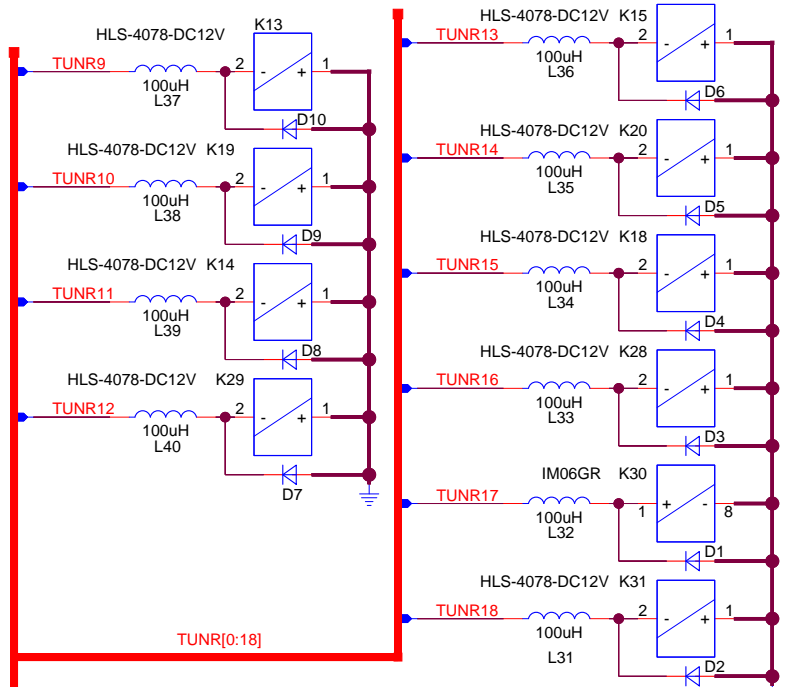 HLS-4078-DC12V K13
TUNR9
2 - + 1
100uH
L37
D10
HLS-4078-DC12V K19
TUNR10
2 - + 1
100uH
L38
D9
HLS-4078-DC12V K14
TUNR11
2 - + 1
100uH
L39
D8
HLS-4078-DC12V K29
TUNR12
2 - + 1
100uH
L40
D7
HLS-4078-DC12V K15
TUNR13
2 - + 1
100uH
L36
D6
HLS-4078-DC12V K20
TUNR14
2 - + 1
100uH
L35
D5
HLS-4078-DC12V K18
TUNR15
2 - + 1
100uH
L34
D4
HLS-4078-DC12V K28
TUNR16
2 - + 1
100uH
L33
D3
IM06GR K30
TUNR17
1 + - 8
100uH
L32
D1
HLS-4078-DC12V K31
TUNR18
2 - + 1
100uH
L31
D2
TUNR[0:18]